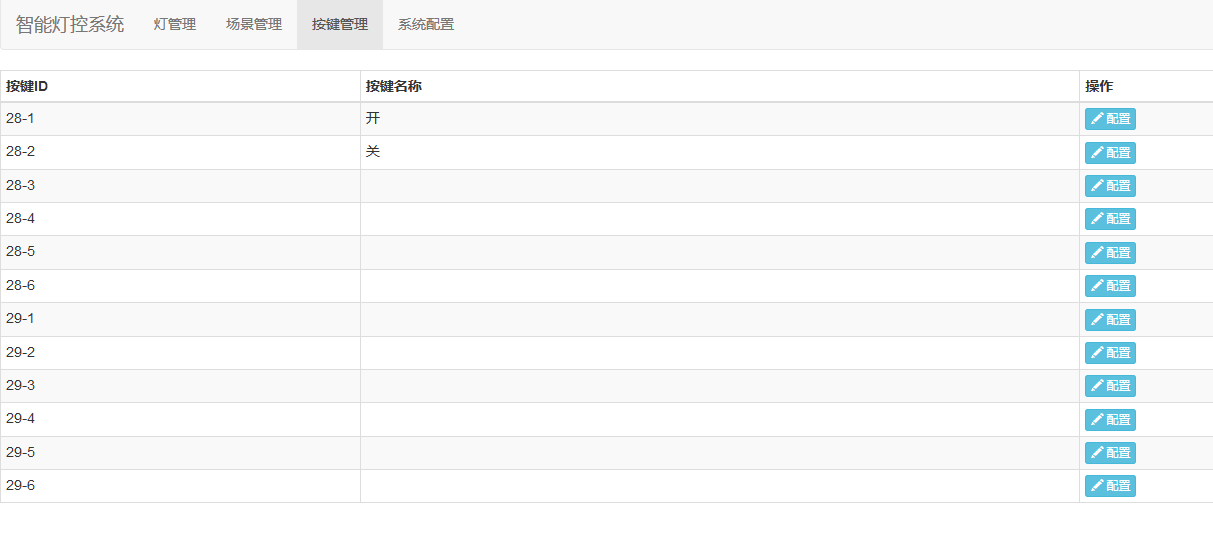 智能灯控系统 灯管理 场景管理 按键管理 系统配置
按键ID 按键名称 操作
28-1 开 配置
28-2 关 配置
28-3 配置
28-4 配置
28-5 配置
28-6 配置
29-1 配置
29-2 配置
29-3 配置
29-4 配置
29-5 配置
29-6 配置